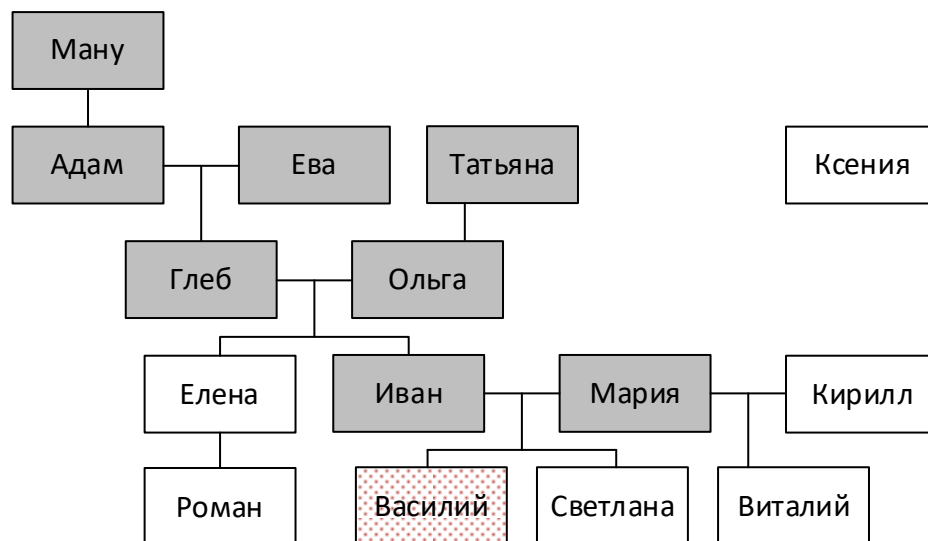 Ману
Адам
Ева
Татьяна
Ксения
Глеб
Ольга
Елена
Иван
Мария
Кирилл
Роман
Василий
Светлана
Виталий